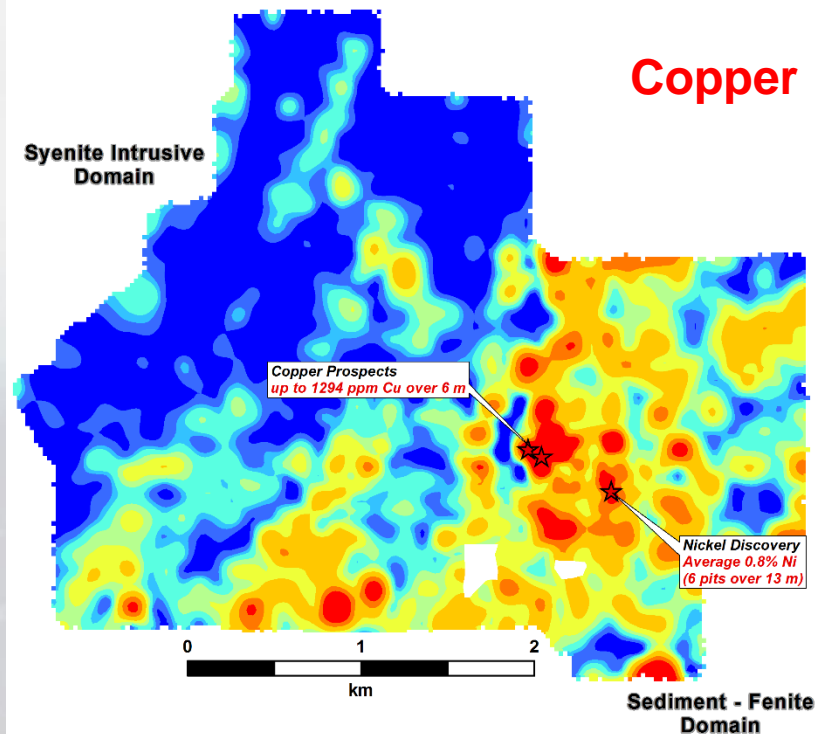 Copper
Syenite Intrusive
Domain
Copper Prospects
up to 1294 ppm Cu over 6 m
Nickel Discovery
Average 0.8% Ni
(6 pits over 13 m)
0 1 2
km
Sediment - Fenite
Domain